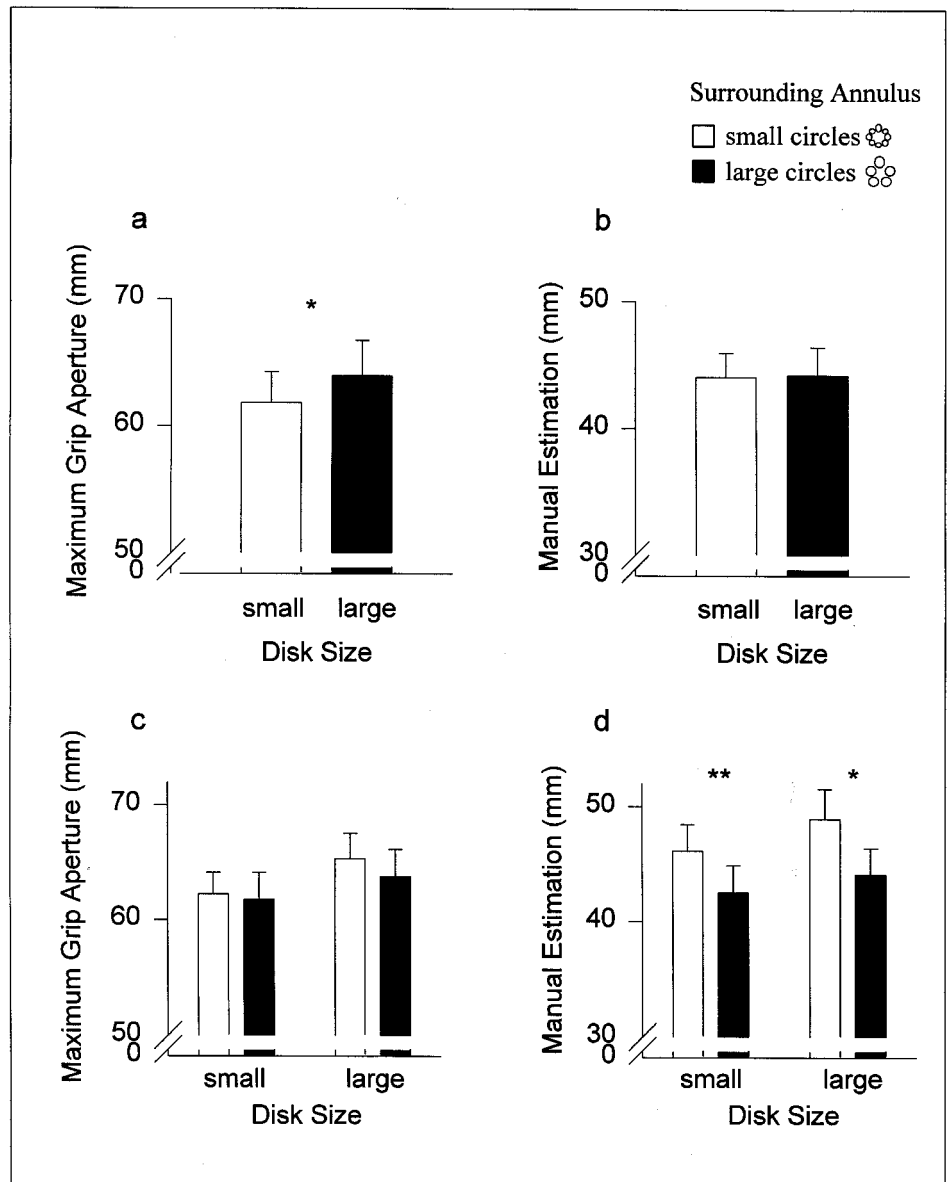 Surrounding Annulus
small circles
large circles
a
Maximum Grip Aperture (mm)
70
60
50
0
*
small large
Disk Size
b
Manual Estimation (mm)
50
40
30
0
small large
Disk Size
c
Maximum Grip Aperture (mm)
70
60
50
0
small large
Disk Size
d
Manual Estimation (mm)
50
40
30
0
** *
small large
Disk Size